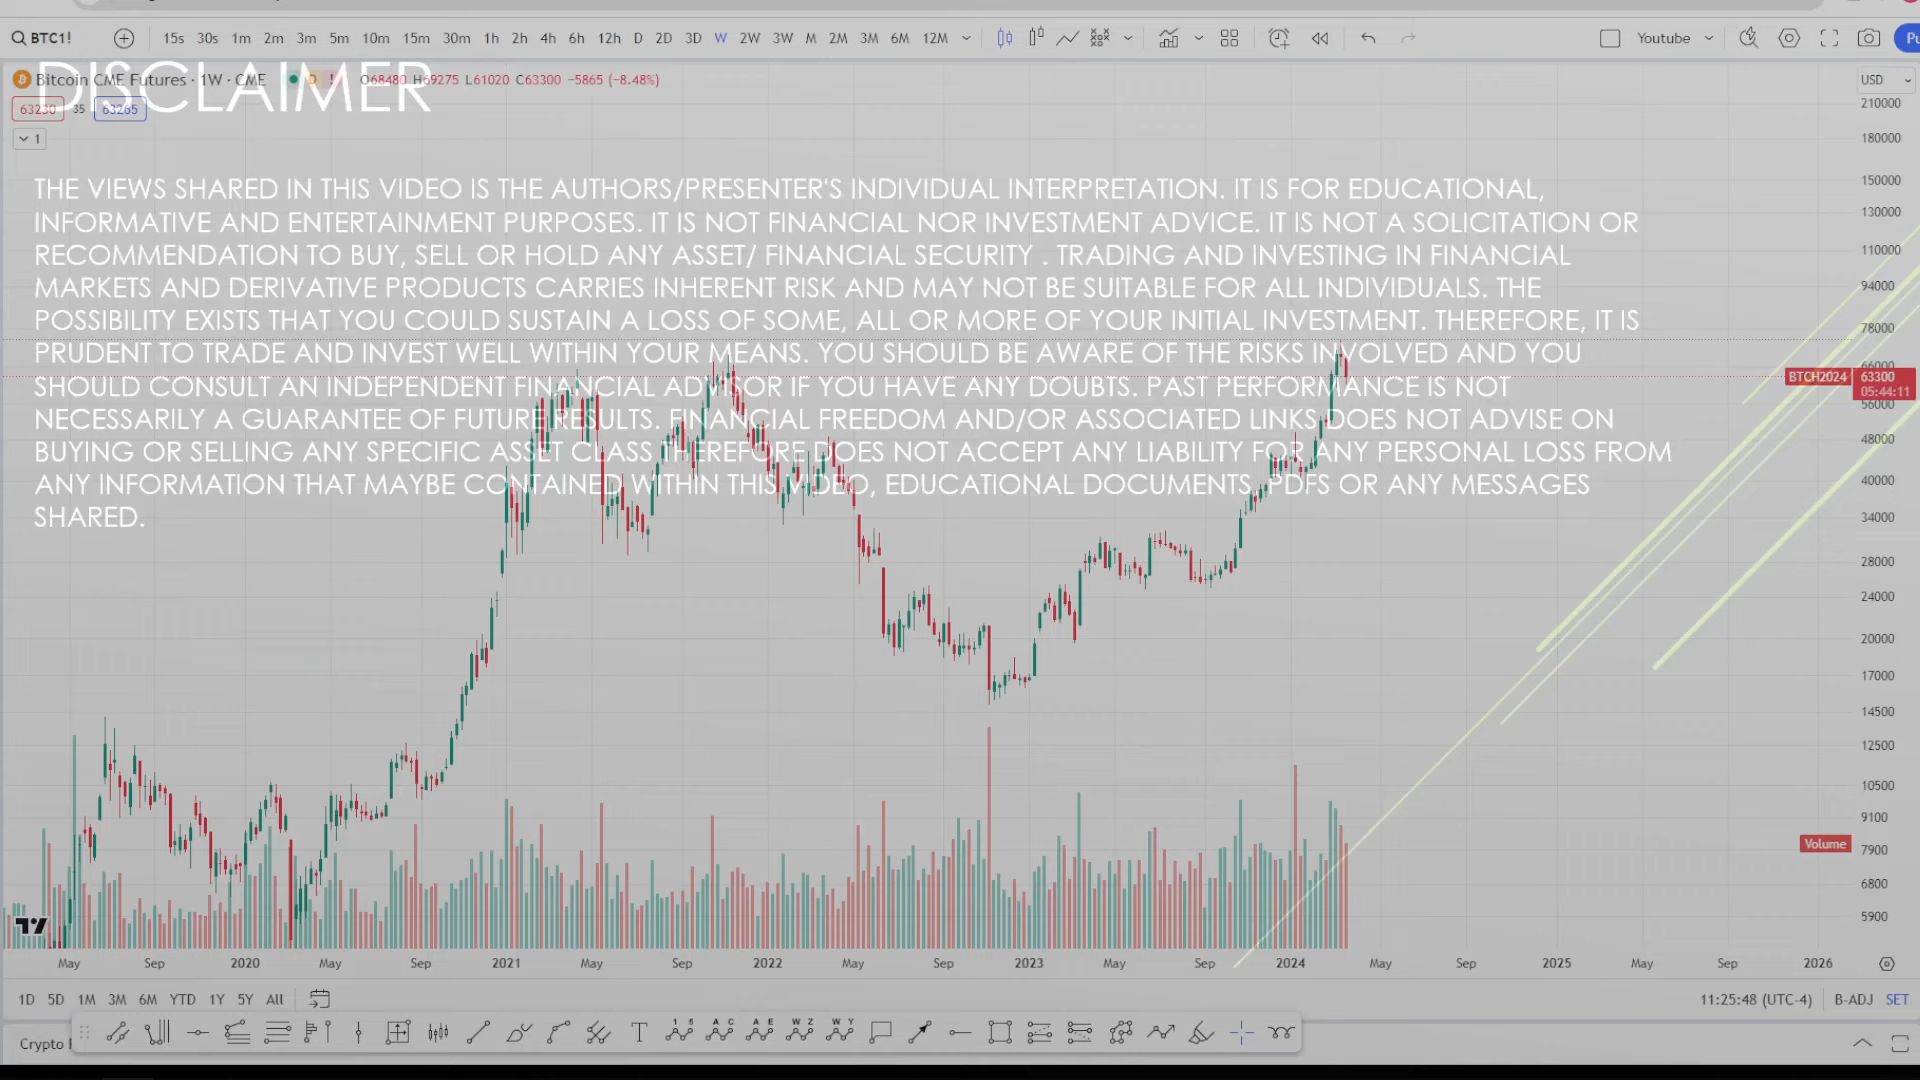 BTC1! 15s 30s 1m 2m 3m 5m 10m 15m 30m 1h 2h 4h 6h 12h D 2D 3D W 2W 3W M 2M 3M 6M 12M Youtube Pu
Bitcoin CME Futures · 1W · CME D O68480 H69275 L61020 C63300 −5865 (−8.48%) USD
DISCLAIMER
63230 35 63265
1
THE VIEWS SHARED IN THIS VIDEO IS THE AUTHORS/PRESENTER'S INDIVIDUAL INTERPRETATION. IT IS FOR EDUCATIONAL,
INFORMATIVE AND ENTERTAINMENT PURPOSES. IT IS NOT FINANCIAL NOR INVESTMENT ADVICE. IT IS NOT A SOLICITATION OR
RECOMMENDATION TO BUY, SELL OR HOLD ANY ASSET/ FINANCIAL SECURITY . TRADING AND INVESTING IN FINANCIAL
MARKETS AND DERIVATIVE PRODUCTS CARRIES INHERENT RISK AND MAY NOT BE SUITABLE FOR ALL INDIVIDUALS. THE
POSSIBILITY EXISTS THAT YOU COULD SUSTAIN A LOSS OF SOME, ALL OR MORE OF YOUR INITIAL INVESTMENT. THEREFORE, IT IS
PRUDENT TO TRADE AND INVEST WELL WITHIN YOUR MEANS. YOU SHOULD BE AWARE OF THE RISKS INVOLVED AND YOU
SHOULD CONSULT AN INDEPENDENT FINANCIAL ADVISOR IF YOU HAVE ANY DOUBTS. PAST PERFORMANCE IS NOT
NECESSARILY A GUARANTEE OF FUTURE RESULTS. FINANCIAL FREEDOM AND/OR ASSOCIATED LINKS DOES NOT ADVISE ON
BUYING OR SELLING ANY SPECIFIC ASSET CLASS THEREFORE DOES NOT ACCEPT ANY LIABILITY FOR ANY PERSONAL LOSS FROM
ANY INFORMATION THAT MAYBE CONTAINED WITHIN THIS VIDEO, EDUCATIONAL DOCUMENTS, PDFS OR ANY MESSAGES
SHARED.
210000
180000
150000
130000
110000
94000
78000
66000
BTCH2024 63300
05:44:11
56000
48000
40000
34000
28000
24000
20000
17000
14500
12500
10500
9100
Volume
7900
6800
5900
May Sep 2020 May Sep 2021 May Sep 2022 May Sep 2023 May Sep 2024 May Sep 2025 May Sep 2026
1D 5D 1M 3M 6M YTD 1Y 5Y All 11:25:48 (UTC-4) B-ADJ SET
Crypto